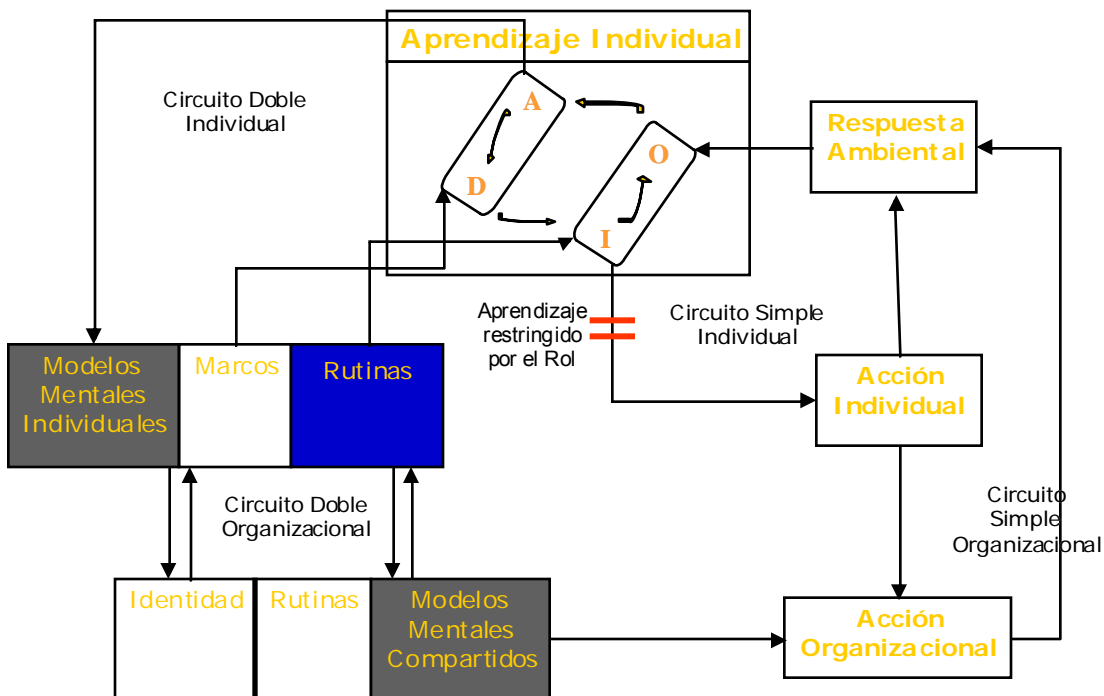 Aprendizaje Individual
Circuito Doble
Individual
A
D
O
I
Respuesta
Ambiental
Aprendizaje
restringido
por el Rol
Circuito Simple
Individual
Modelos
Mentales
Individuales
Marcos
Rutinas
Acción
Individual
Circuito Doble
Organizacional
Circuito
Simple
Organizacional
Identidad
Rutinas
Modelos
Mentales
Compartidos
Acción
Organizacional